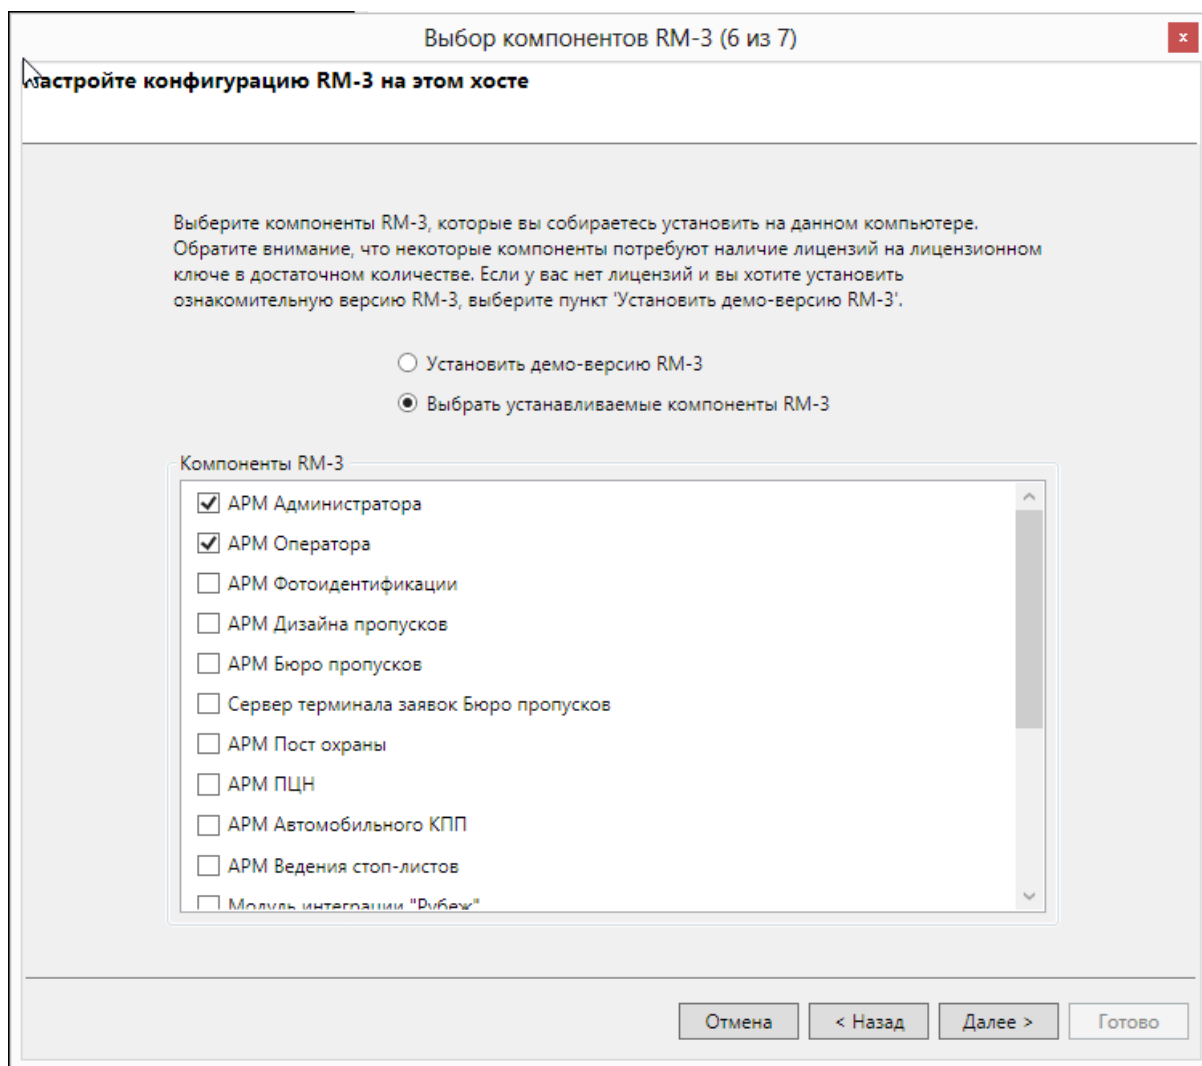 Выбор компонентов RM-3 (6 из 7)
x
астройте конфигурацию RM-3 на этом хосте
Выберите компоненты RM-3, которые вы собираетесь установить на данном компьютере.
Обратите внимание, что некоторые компоненты потребуют наличие лицензий на лицензионном
ключе в достаточном количестве. Если у вас нет лицензий и вы хотите установить
ознакомительную версию RM-3, выберите пункт 'Установить демо-версию RM-3'.
Установить демо-версию RM-3
Выбрать устанавливаемые компоненты RM-3
Компоненты RM-3
АРМ Администратора
АРМ Оператора
АРМ Фотоидентификации
АРМ Дизайна пропусков
АРМ Бюро пропусков
Сервер терминала заявок Бюро пропусков
АРМ Пост охраны
АРМ ПЦН
АРМ Автомобильного КПП
АРМ Ведения стоп-листов
Модуль интеграции "Рубеж"
Отмена
< Назад
Далее >
Готово